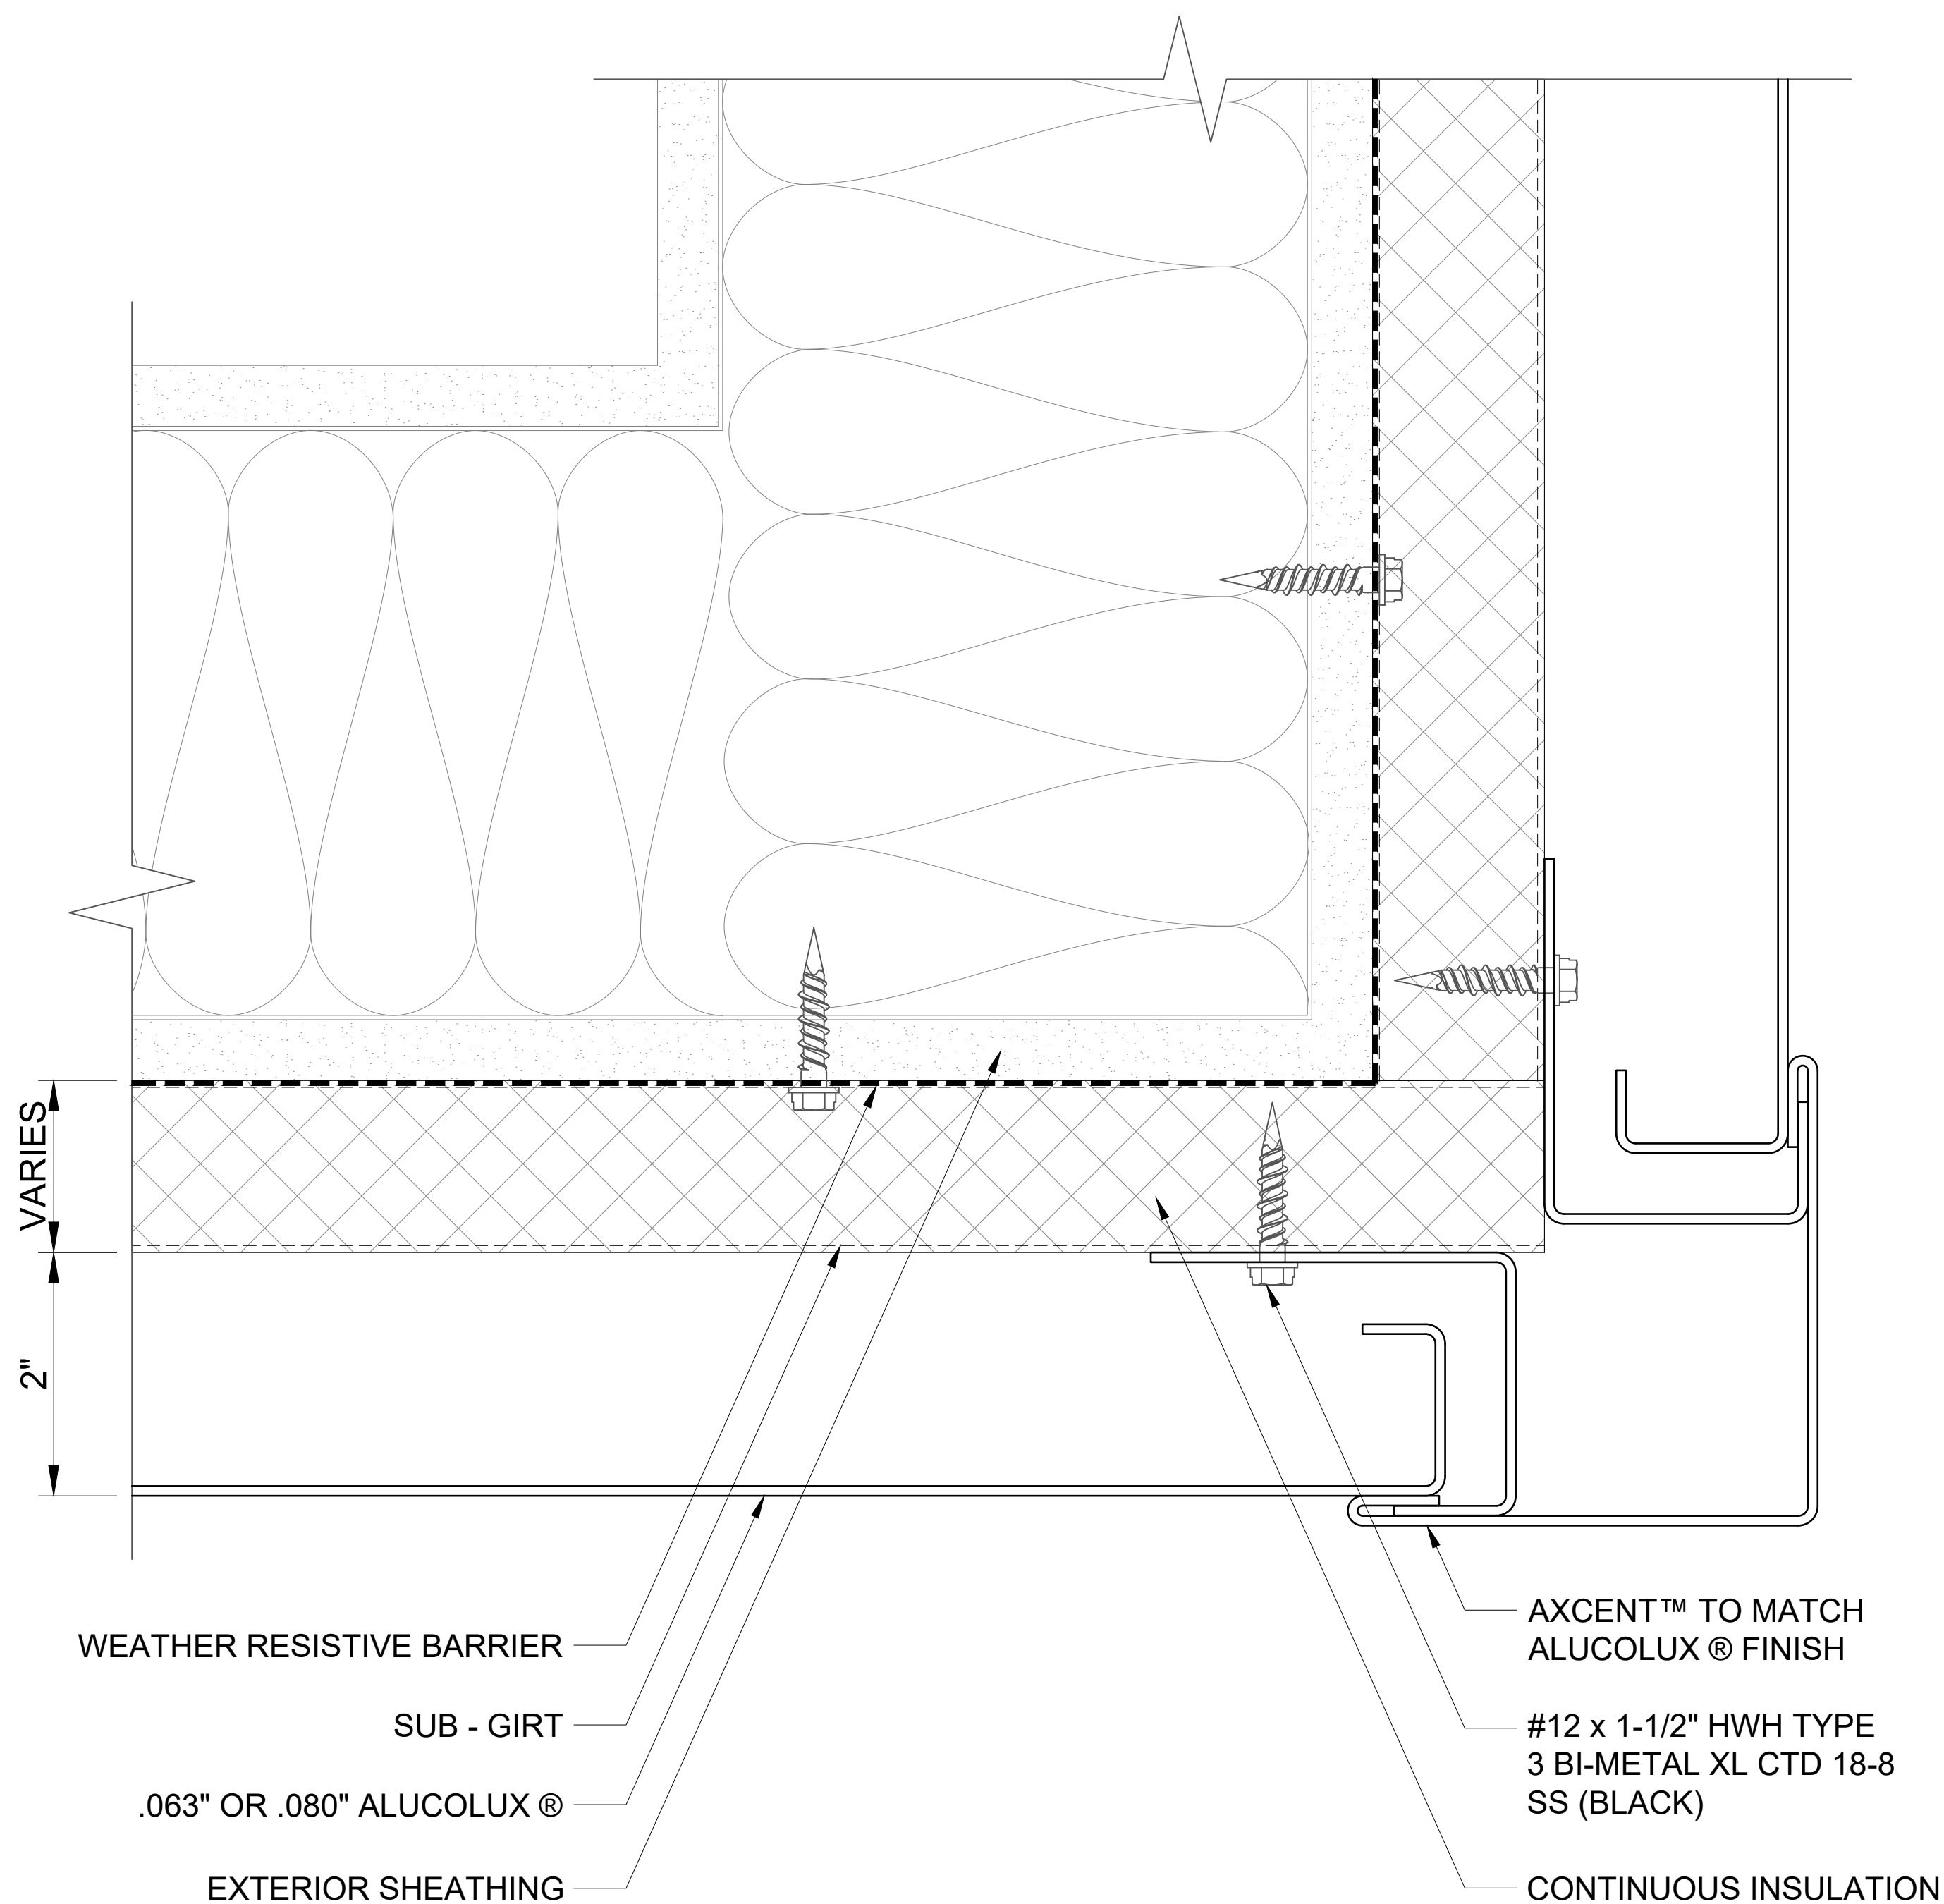 VARIES
2"
WEATHER RESISTIVE BARRIER
SUB - GIRT
.063" OR .080" ALUCOLUX ®
EXTERIOR SHEATHING
AXCENT™ TO MATCH
ALUCOLUX ® FINISH
#12 x 1-1/2" HWH TYPE
3 BI-METAL XL CTD 18-8
SS (BLACK)
CONTINUOUS INSULATION